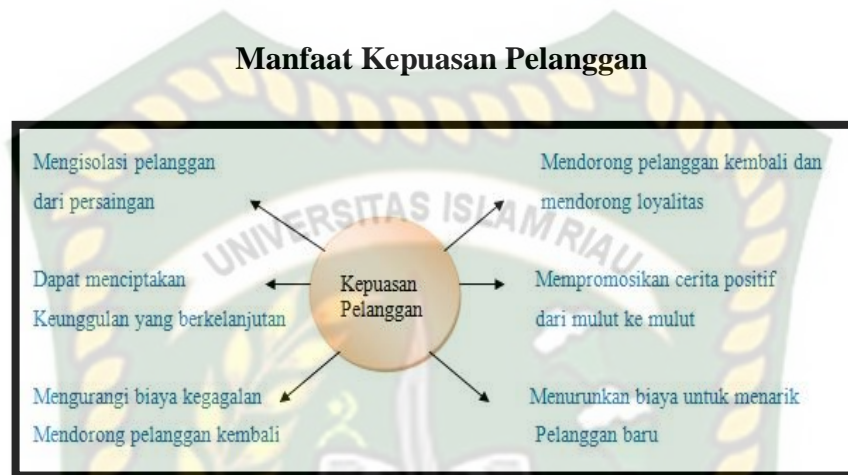 Manfaat Kepuasan Pelanggan
UNIVERSITAS ISLAM RIAU
Mengisolasi pelanggan
dari persaingan
Mendorong pelanggan kembali dan
mendorong loyalitas
Dapat menciptakan
Keunggulan yang berkelanjutan
Kepuasan
Pelanggan
Mempromosikan cerita positif
dari mulut ke mulut
Mengurangi biaya kegagalan
Mendorong pelanggan kembali
Menurunkan biaya untuk menarik
Pelanggan baru